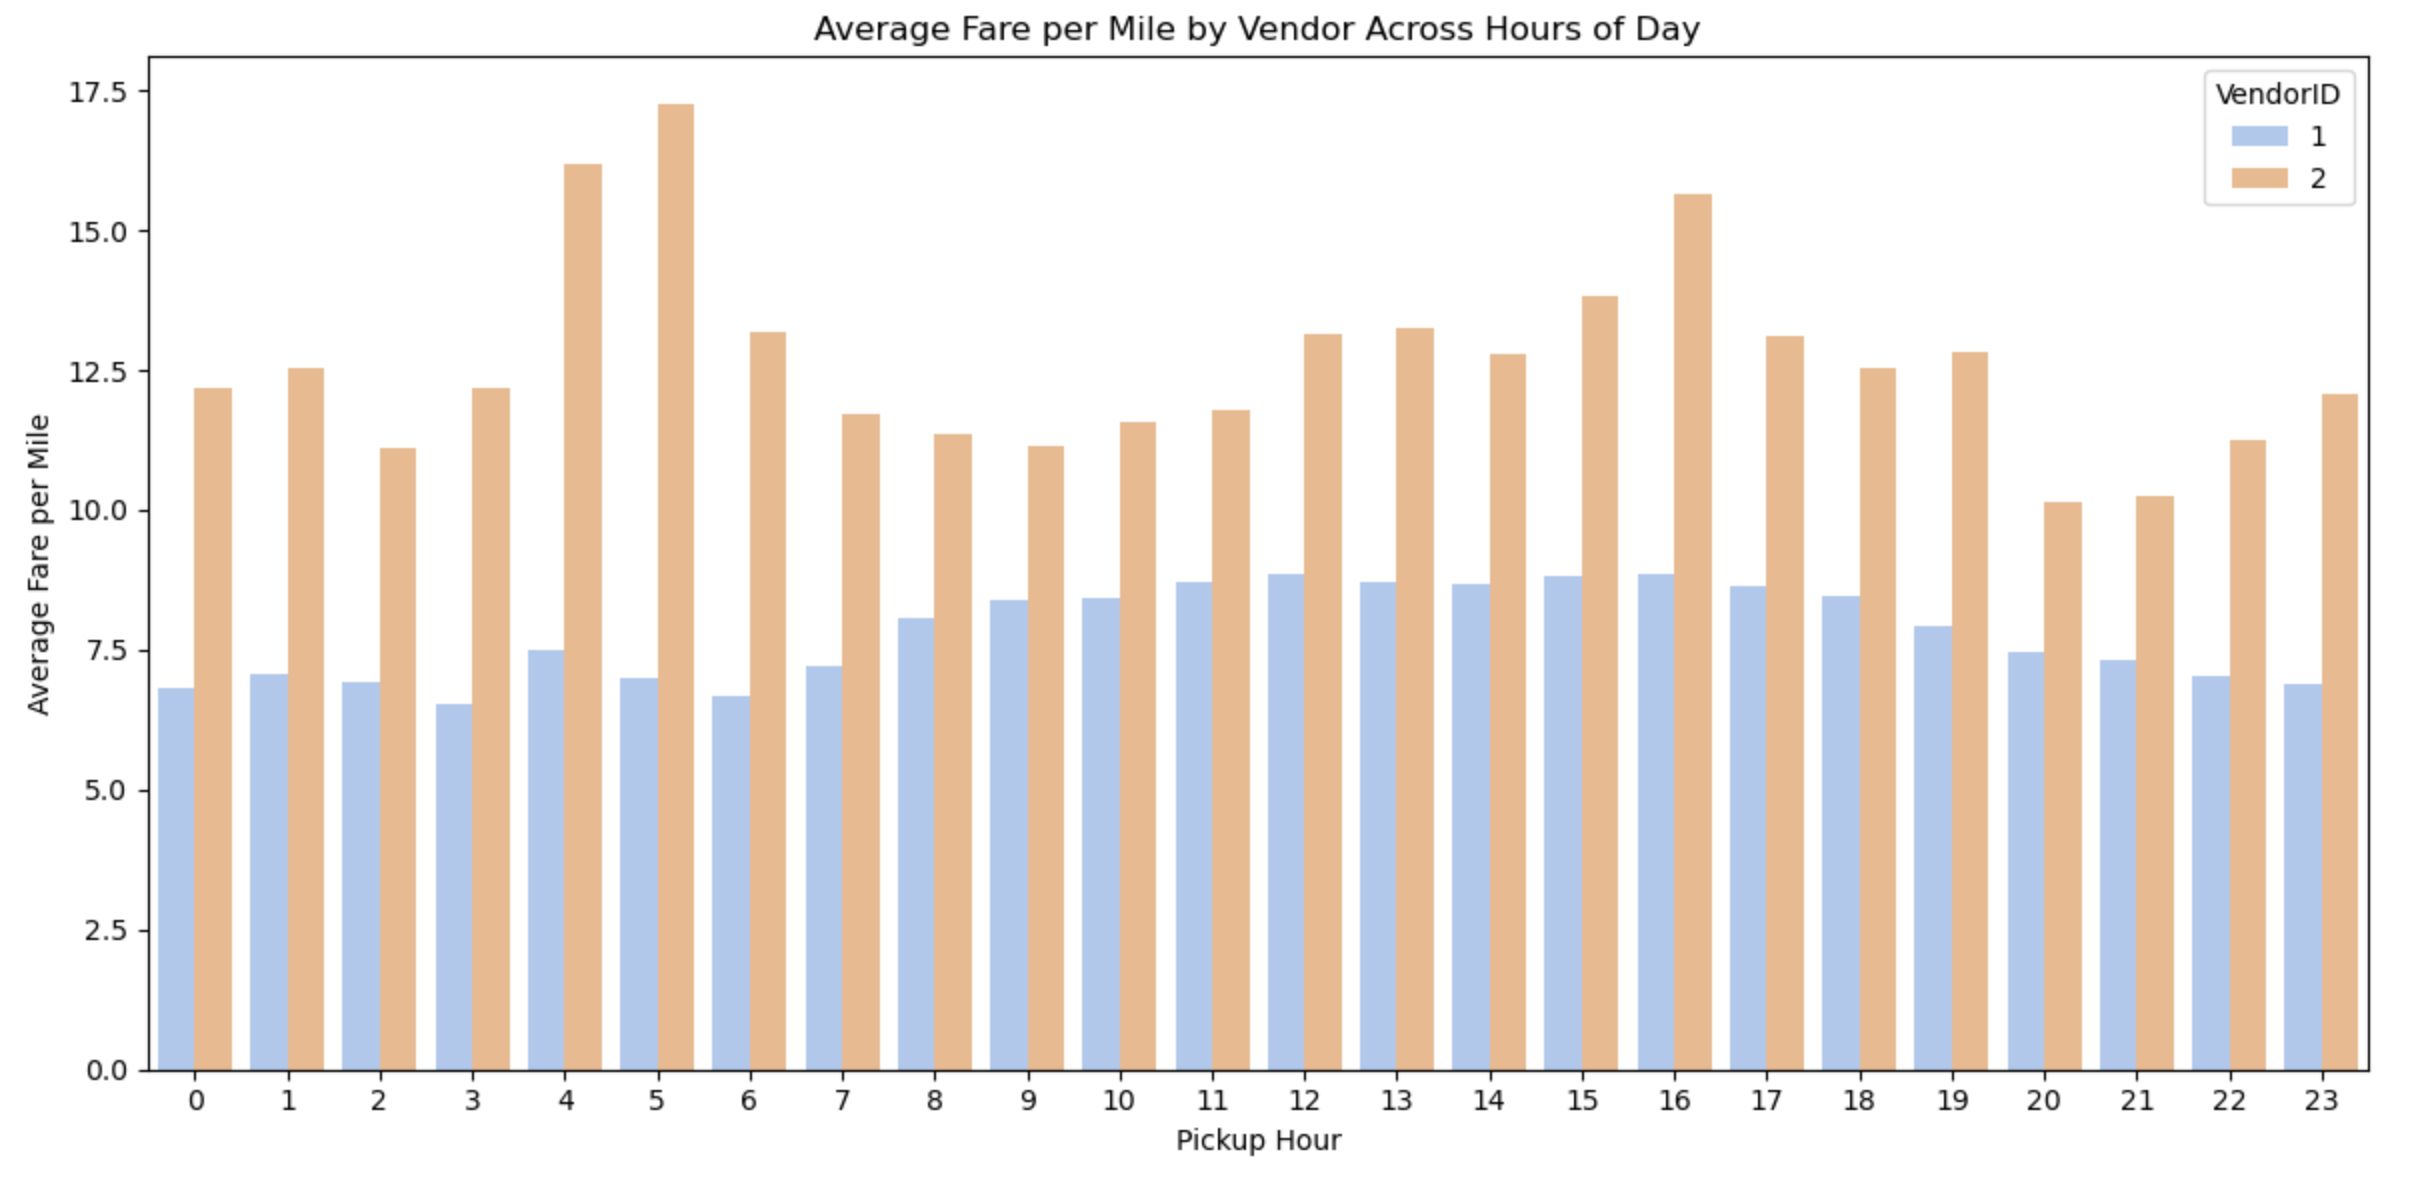 Average Fare per Mile by Vendor Across Hours of Day
VendorID
1
2
17.5
15.0
12.5
10.0
7.5
5.0
2.5
0.0
Average Fare per Mile
0 1 2 3 4 5 6 7 8 9 10 11 12 13 14 15 16 17 18 19 20 21 22 23
Pickup Hour